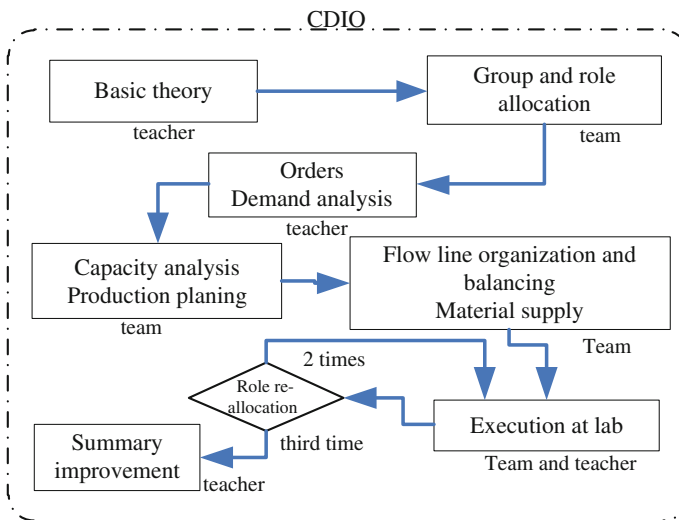 CDIO
Basic theory
teacher
Group and role
allocation
team
Orders
Demand analysis
teacher
Capacity analysis
Production planing
team
Flow line organization and
balancing
Material supply
Team
2 times
Role re-
allocation
third time
Execution at lab
Team and teacher
Summary
improvement
teacher